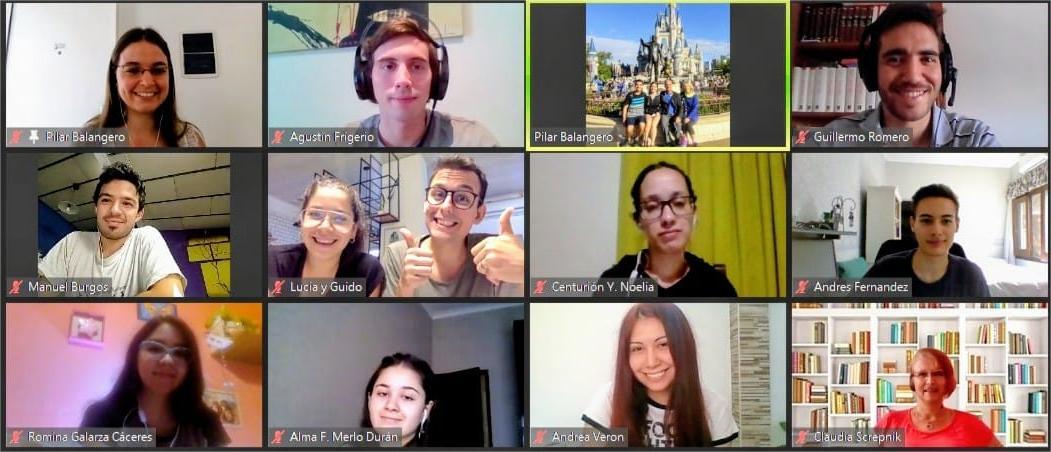 Pilar Balangero
Agustin Frigerio
Pilar Balangero
Guillermo Romero
Manuel Burgos
Lucia y Guido
Centurión Y. Noelia
Andres Fernandez
Romina Galarza Cáceres
Alma F. Merlo Durán
Andrea Veron
Claudia Screpnik